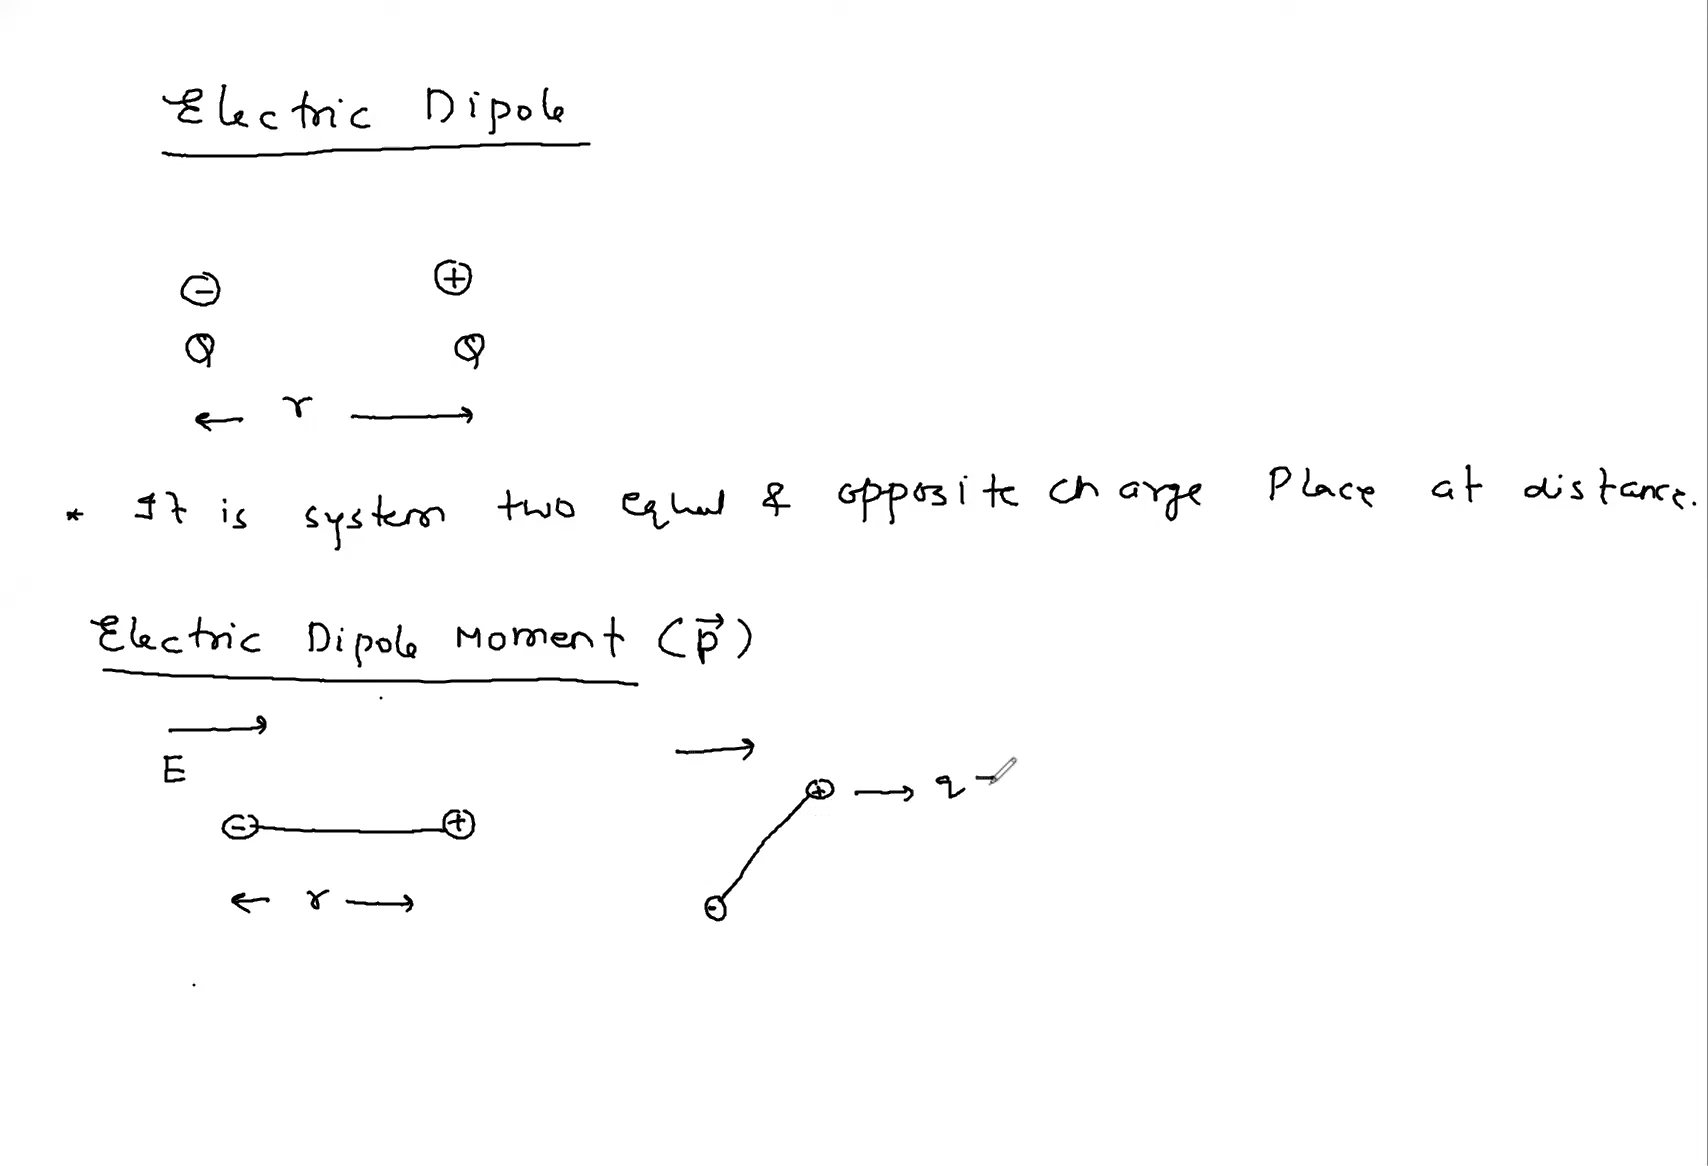 Electric Dipole
- +
Q Q
← r →
* It is system two equal & opposite charge Place at distance.
Electric Dipole Moment (p⃗)
→ →
E
+ → q -
- +
← r →
-